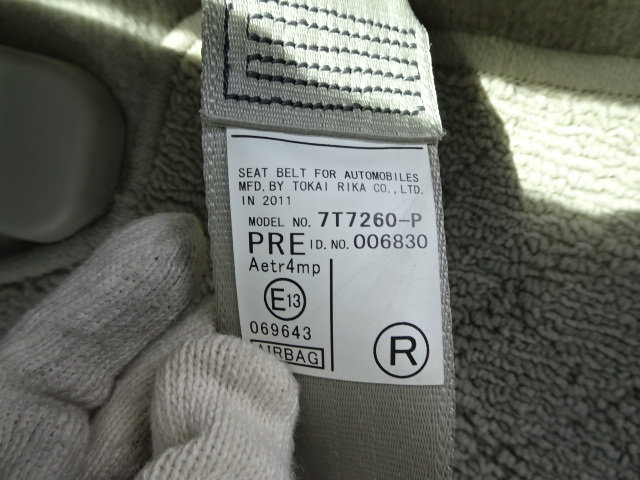 SEAT BELT FOR AUTOMOBILES
MFD. BY TOKAI RIKA CO., LTD.
IN 2011
MODEL NO. 7T7260-P
PRE I D. NO. 006830
Aetr4mp
E13
069643
AIRBAG
R